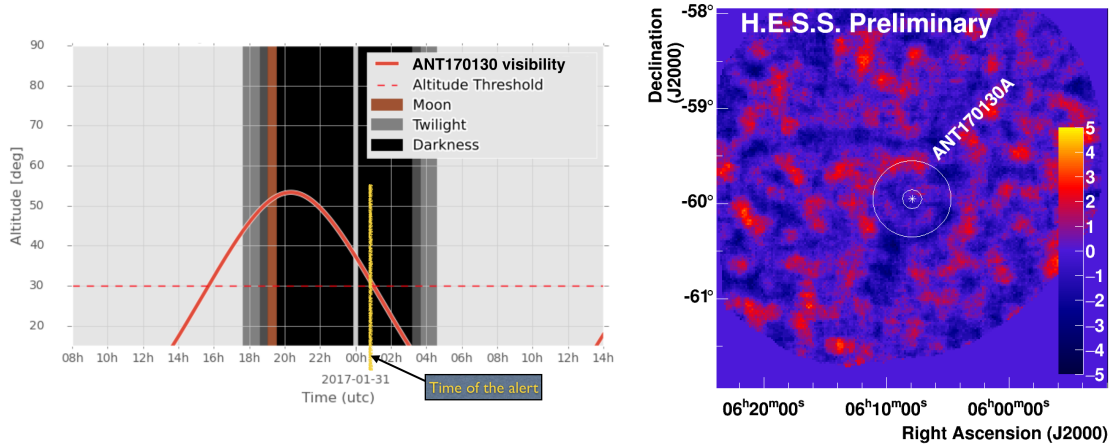 90
80
70
60
50
40
30
20
Altitude [deg]
ANT170130 visibility
Altitude Threshold
Moon
Twilight
Darkness
08h 10h 12h 14h 16h 18h 20h 22h 00h 02h 04h 06h 08h 10h 12h 14h
2017-01-31
Time (utc)
Time of the alert
H.E.S.S. Preliminary
Declination
(J2000)
-58°
-59°
-60°
-61°
ANT170130A
5
4
3
2
1
0
−1
−2
−3
−4
−5
06h20m00s 06h10m00s 06h00m00s
Right Ascension (J2000)